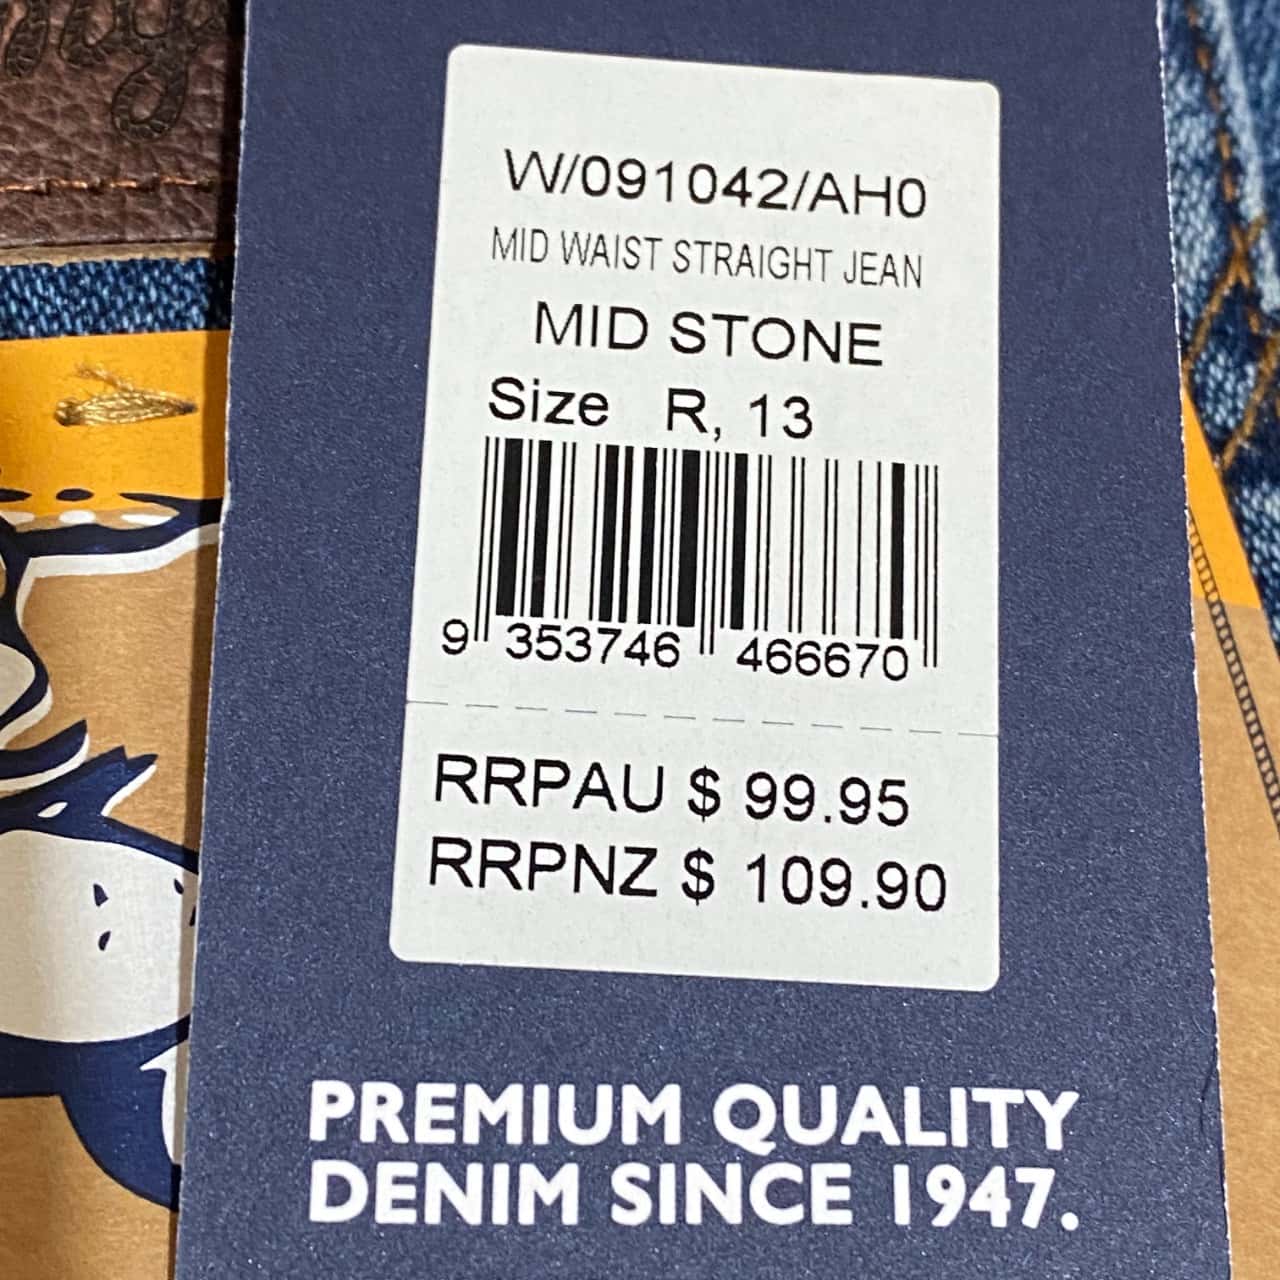 W/091042/AH0
MID WAIST STRAIGHT JEAN
MID STONE
Size R, 13
9 353746 466670
RRPAU $ 99.95
RRPNZ $ 109.90
PREMIUM QUALITY
DENIM SINCE 1947.